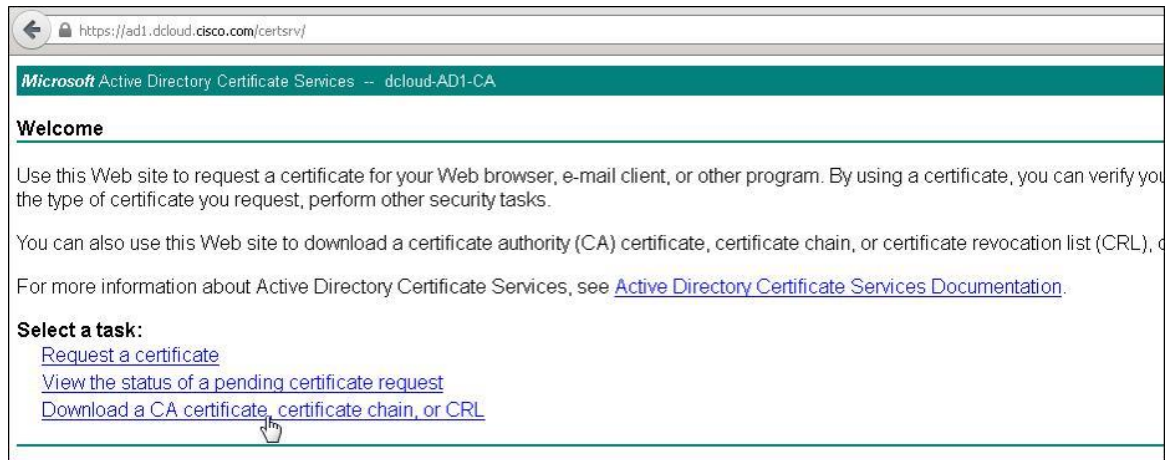 https://ad1.dcloud.cisco.com/certsrv/
Microsoft Active Directory Certificate Services -- dcloud-AD1-CA
Welcome
Use this Web site to request a certificate for your Web browser, e-mail client, or other program. By using a certificate, you can verify you
the type of certificate you request, perform other security tasks.
You can also use this Web site to download a certificate authority (CA) certificate, certificate chain, or certificate revocation list (CRL),
For more information about Active Directory Certificate Services, see Active Directory Certificate Services Documentation.
Select a task:
Request a certificate
View the status of a pending certificate request
Download a CA certificate, certificate chain, or CRL